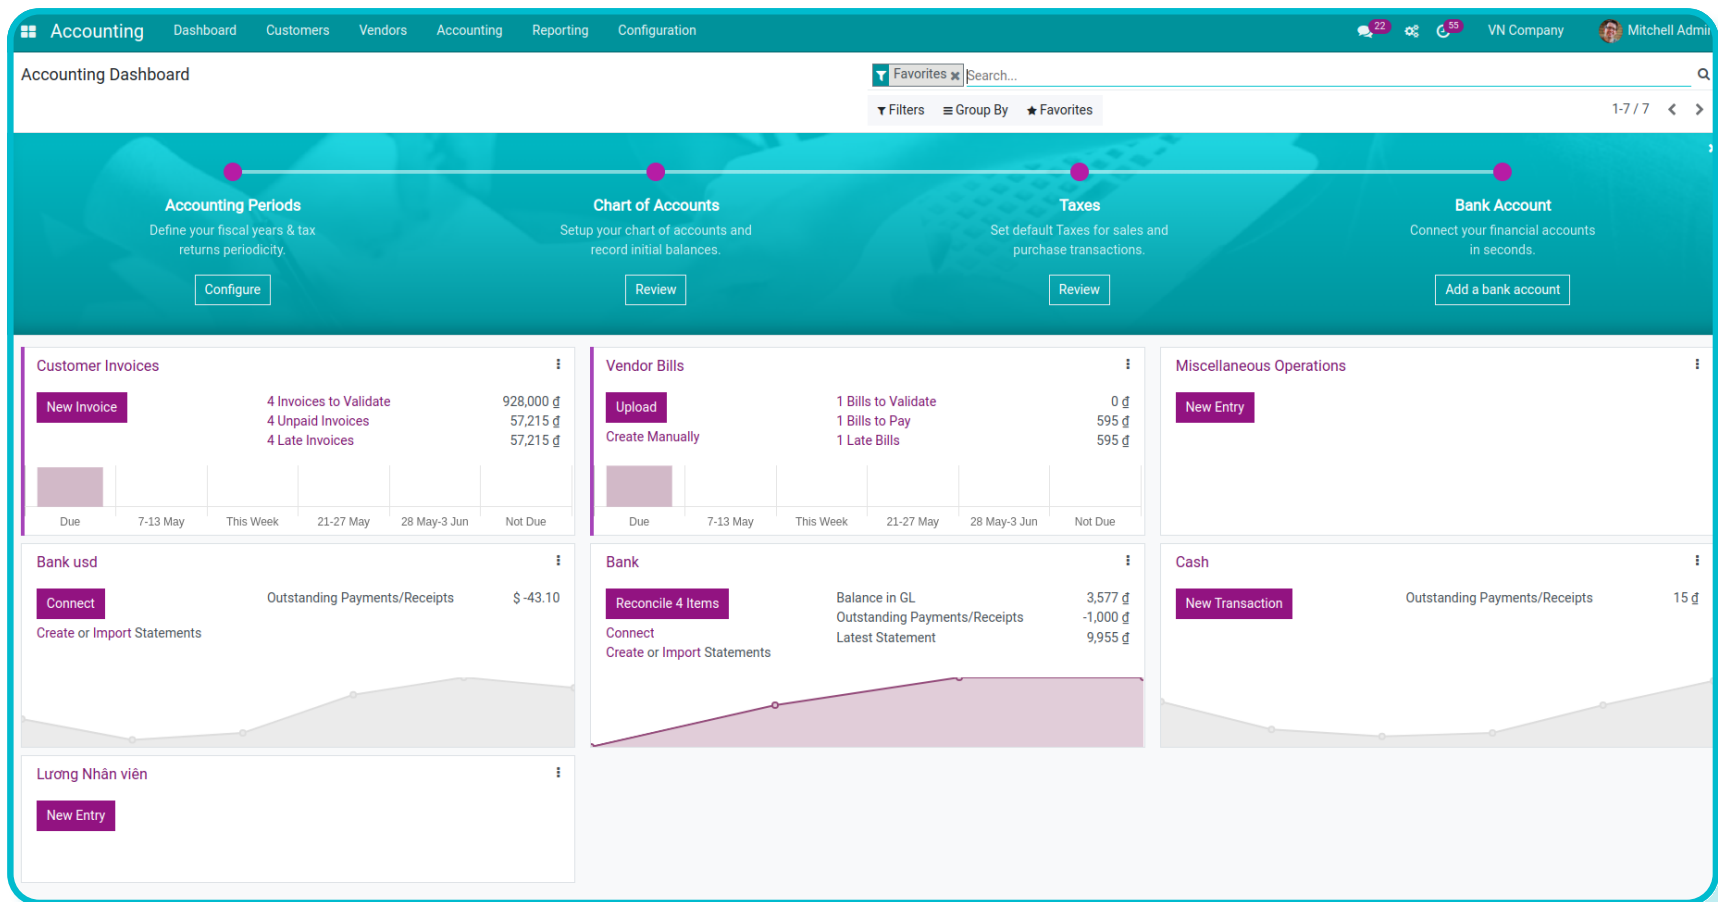 Accounting Dashboard Customers Vendors Accounting Reporting Configuration 22 55 VN Company Mitchell Admin
Accounting Dashboard
Favorites Search...
Filters Group By Favorites 1-7 / 7
Accounting Periods
Define your fiscal years & tax
returns periodicity.
Configure
Chart of Accounts
Setup your chart of accounts and
record initial balances.
Review
Taxes
Set default Taxes for sales and
purchase transactions.
Review
Bank Account
Connect your financial accounts
in seconds.
Add a bank account
Customer Invoices
New Invoice
4 Invoices to Validate 928,000 ₫
4 Unpaid Invoices 57,215 ₫
4 Late Invoices 57,215 ₫
Due 7-13 May This Week 21-27 May 28 May-3 Jun Not Due
Vendor Bills
Upload
Create Manually
1 Bills to Validate 0 ₫
1 Bills to Pay 595 ₫
1 Late Bills 595 ₫
Due 7-13 May This Week 21-27 May 28 May-3 Jun Not Due
Miscellaneous Operations
New Entry
Bank usd
Connect
Create or Import Statements
Outstanding Payments/Receipts $ -43.10
Bank
Reconcile 4 Items
Connect
Create or Import Statements
Balance in GL 3,577 ₫
Outstanding Payments/Receipts -1,000 ₫
Latest Statement 9,955 ₫
Cash
New Transaction
Outstanding Payments/Receipts 15 ₫
Lương Nhân viên
New Entry